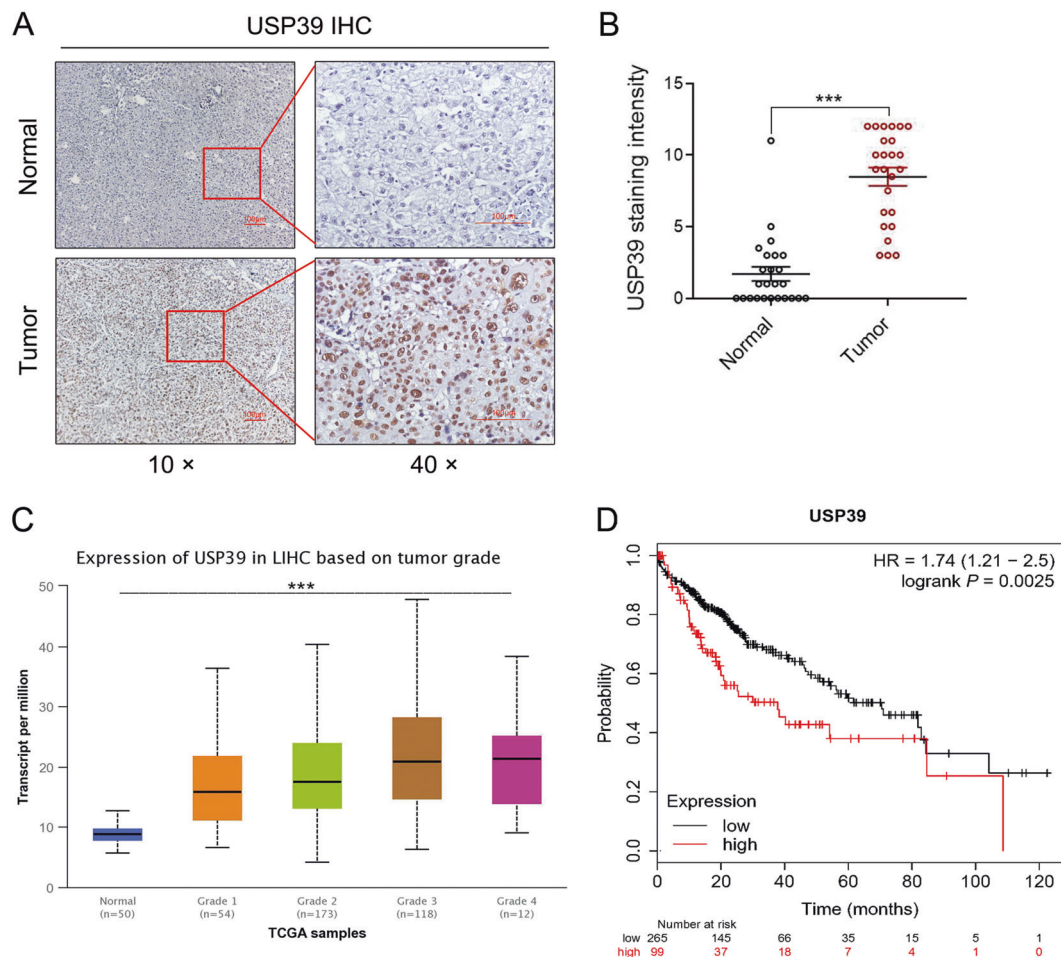 A
USP39 IHC
Normal
100μm
100μm
Tumor
100μm
100μm
10 ×
40 ×
B
USP39 staining intensity
15
10
5
0
***
Normal
Tumor
C
Expression of USP39 in LIHC based on tumor grade
Transcript per million
50
40
30
20
10
0
***
Normal
(n=50)
Grade 1
(n=54)
Grade 2
(n=173)
Grade 3
(n=118)
Grade 4
(n=12)
TCGA samples
D
USP39
HR = 1.74 (1.21 − 2.5)
logrank P = 0.0025
Probability
1.0
0.8
0.6
0.4
0.2
0.0
Expression
low
high
0 20 40 60 80 100 120
Time (months)
Number at risk
low 265 145 66 35 15 5 1
high 99 37 18 7 4 1 0